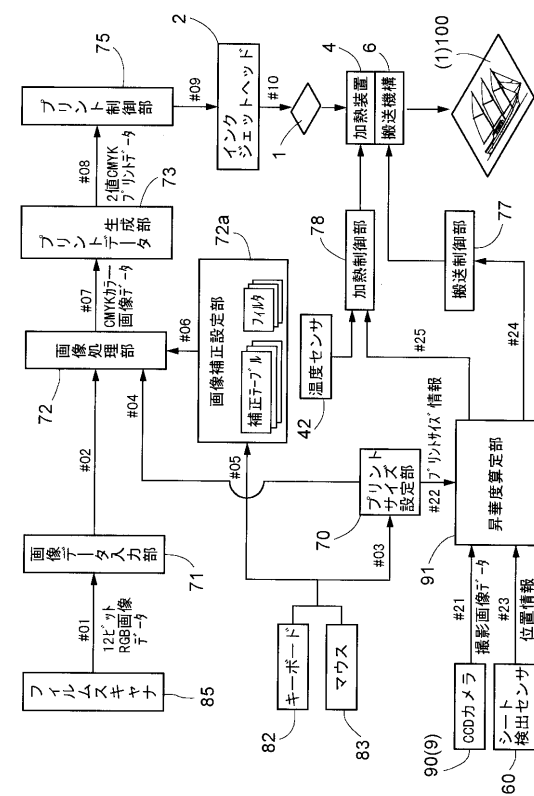 フィルムスキャナ
85
#01
12ビット
RGB画像
データ
画像データ入力部
71
#02
画像
処理部
72
#04
#07
CMYKカラー
画像データ
プリントデータ
生成部
73
#08
2値CMYK
プリントデータ
プリント制御部
75
#09
インク
ジェットヘッド
2
#10
1
#06
画像補正設定部
72a
補正テーブル
フィルタ
#05
キーボード
82
マウス
83
#03
プリント
サイズ
設定部
70
#22
プリントサイズ情報
温度センサ
42
加熱制御部
78
加熱装置
4
搬送機構
6
(1)100
搬送制御部
77
#25
#24
CCDカメラ
90(9)
#21
撮影画像データ
シート
検出センサ
60
#23
位置情報
昇華度算定部
91